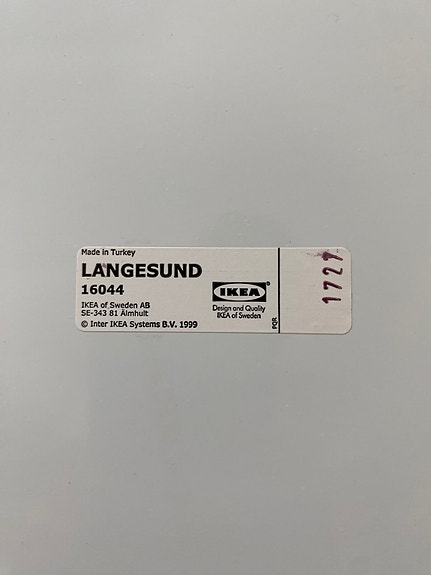 Made in Turkey
LANGESUND
16044
IKEA of Sweden AB
SE-343 81 Älmhult
© Inter IKEA Systems B.V. 1999
IKEA®
Design and Quality
IKEA of Sweden
PQR
1727